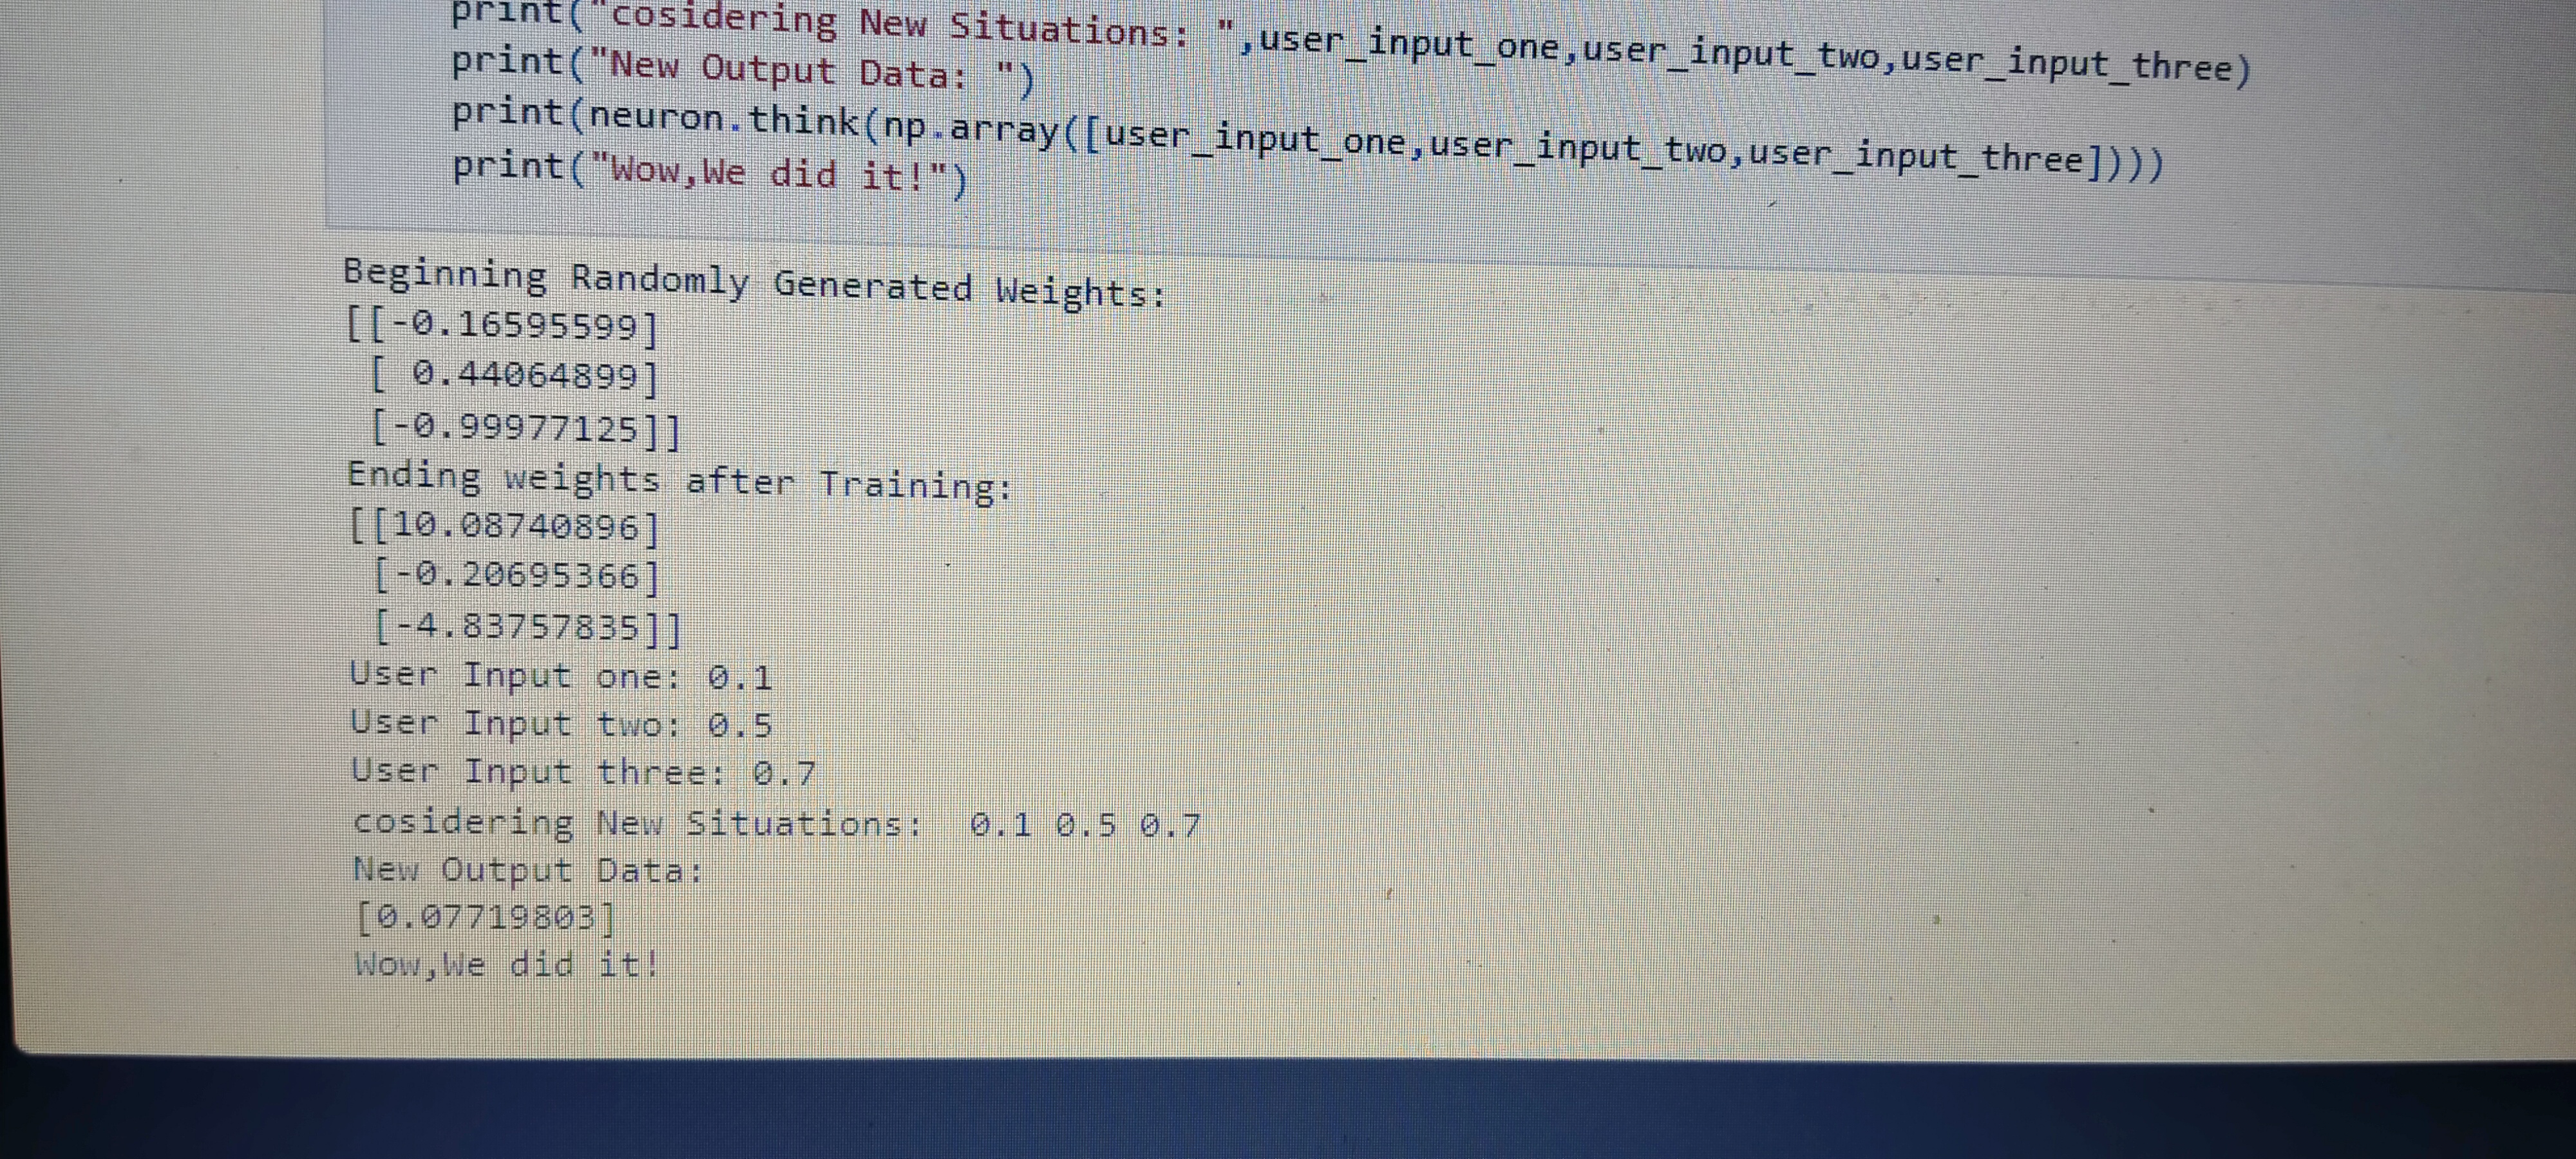 print("cosidering New Situations: ",user_input_one,user_input_two,user_input_three)
print("New Output Data: ")
print(neuron.think(np.array([user_input_one,user_input_two,user_input_three])))
print("Wow,We did it!")
Beginning Randomly Generated Weights:
[[-0.16595599]
[ 0.44064899]
[-0.99977125]]
Ending weights after Training:
[[10.08740896]
[-0.20695366]
[-4.83757835]]
User Input one: 0.1
User Input two: 0.5
User Input three: 0.7
cosidering New Situations:  0.1 0.5 0.7
New Output Data:
[0.07719803]
Wow,We did it!